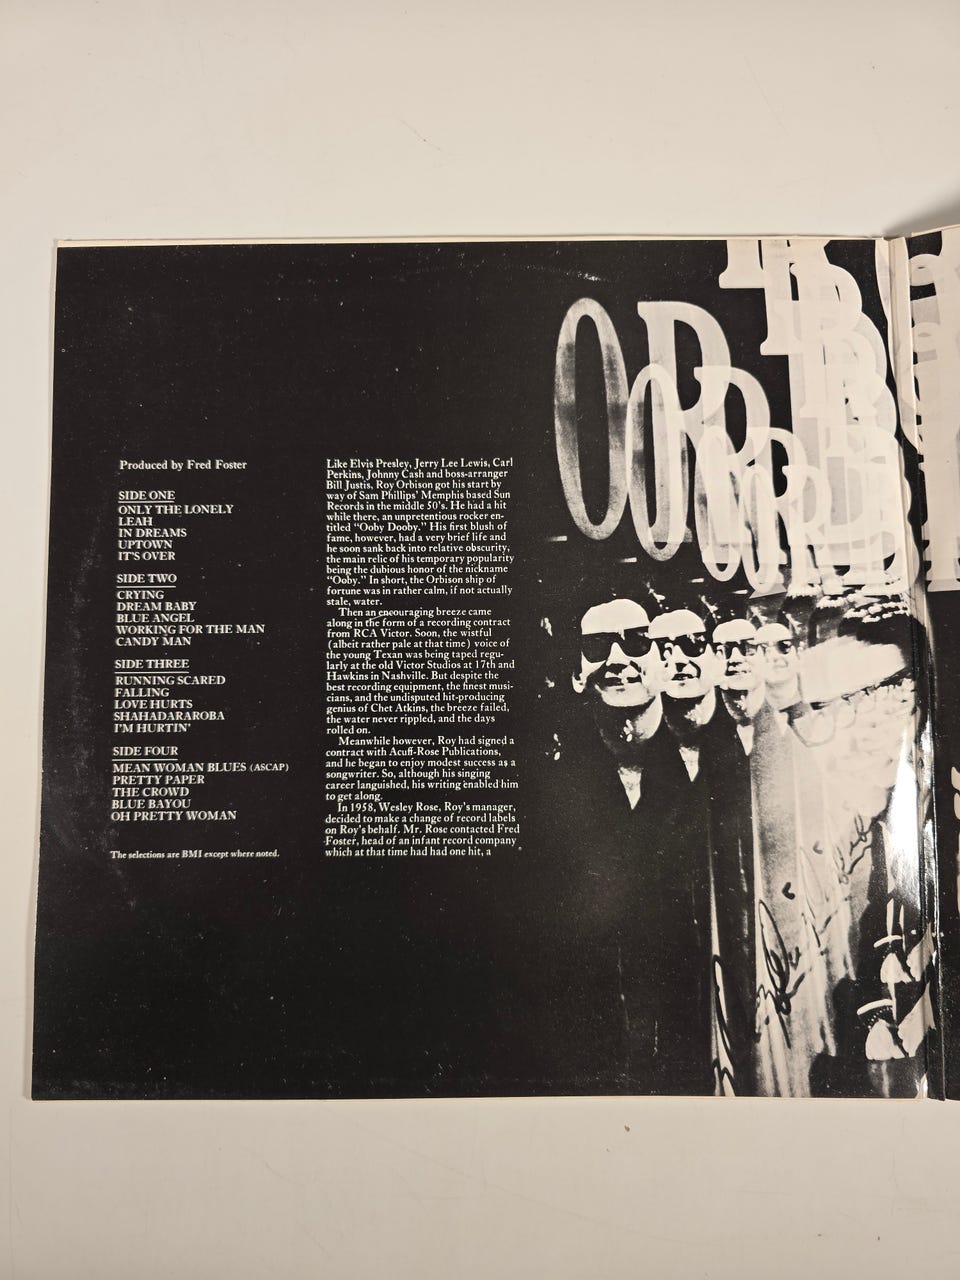 Produced by Fred Foster
SIDE ONE
ONLY THE LONELY
LEAH
IN DREAMS
UPTOWN
IT'S OVER
SIDE TWO
CRYING
DREAM BABY
BLUE ANGEL
WORKING FOR THE MAN
CANDY MAN
SIDE THREE
RUNNING SCARED
FALLING
LOVE HURTS
SHAHADARAROBA
I'M HURTIN'
SIDE FOUR
MEAN WOMAN BLUES (ASCAP)
PRETTY PAPER
THE CROWD
BLUE BAYOU
OH PRETTY WOMAN
The selections are BMI except where noted.
Like Elvis Presley, Jerry Lee Lewis, Carl
Perkins, Johnny Cash and boss-arranger
Bill Justis, Roy Orbison got his start by
way of Sam Phillips' Memphis based Sun
Records in the middle 50's. He had a hit
while there, an unpretentious rocker en-
titled "Ooby Dooby." His first blush of
fame, however, had a very brief life and
he soon sank back into relative obscurity,
the main relic of his temporary popularity
being the dubious honor of the nickname
"Ooby." In short, the Orbison ship of
fortune was in rather calm, if not actually
stale, water.
Then an encouraging breeze came
along in the form of a recording contract
from RCA Victor. Soon, the wistful
(albeit rather pale at that time) voice of
the young Texan was being taped regu-
larly at the old Victor Studios at 17th and
Hawkins in Nashville. But despite the
best recording equipment, the finest musi-
cians, and the undisputed hit-producing
genius of Chet Atkins, the breeze failed,
the water never rippled, and the days
rolled on.
Meanwhile however, Roy had signed a
contract with Acuff-Rose Publications,
and he began to enjoy modest success as a
songwriter. So, although his singing
career languished, his writing enabled him
to get along.
In 1958, Wesley Rose, Roy's manager,
decided to make a change of record labels
on Roy's behalf. Mr. Rose contacted Fred
Foster, head of an infant record company
which at that time had had one hit, a